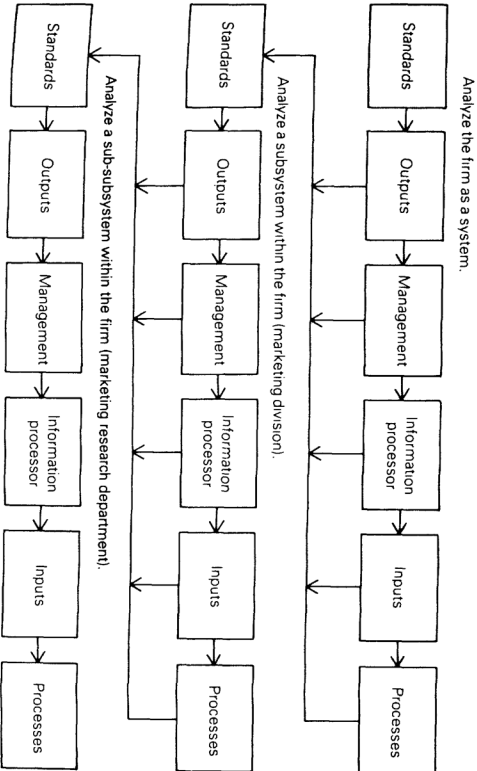 Analyze the firm as a system.
Standards
Outputs
Management
Information
processor
Inputs
Processes
Analyze a subsystem within the firm (marketing division).
Standards
Outputs
Management
Information
processor
Inputs
Processes
Analyze a sub-subsystem within the firm (marketing research department).
Standards
Outputs
Management
Information
processor
Inputs
Processes